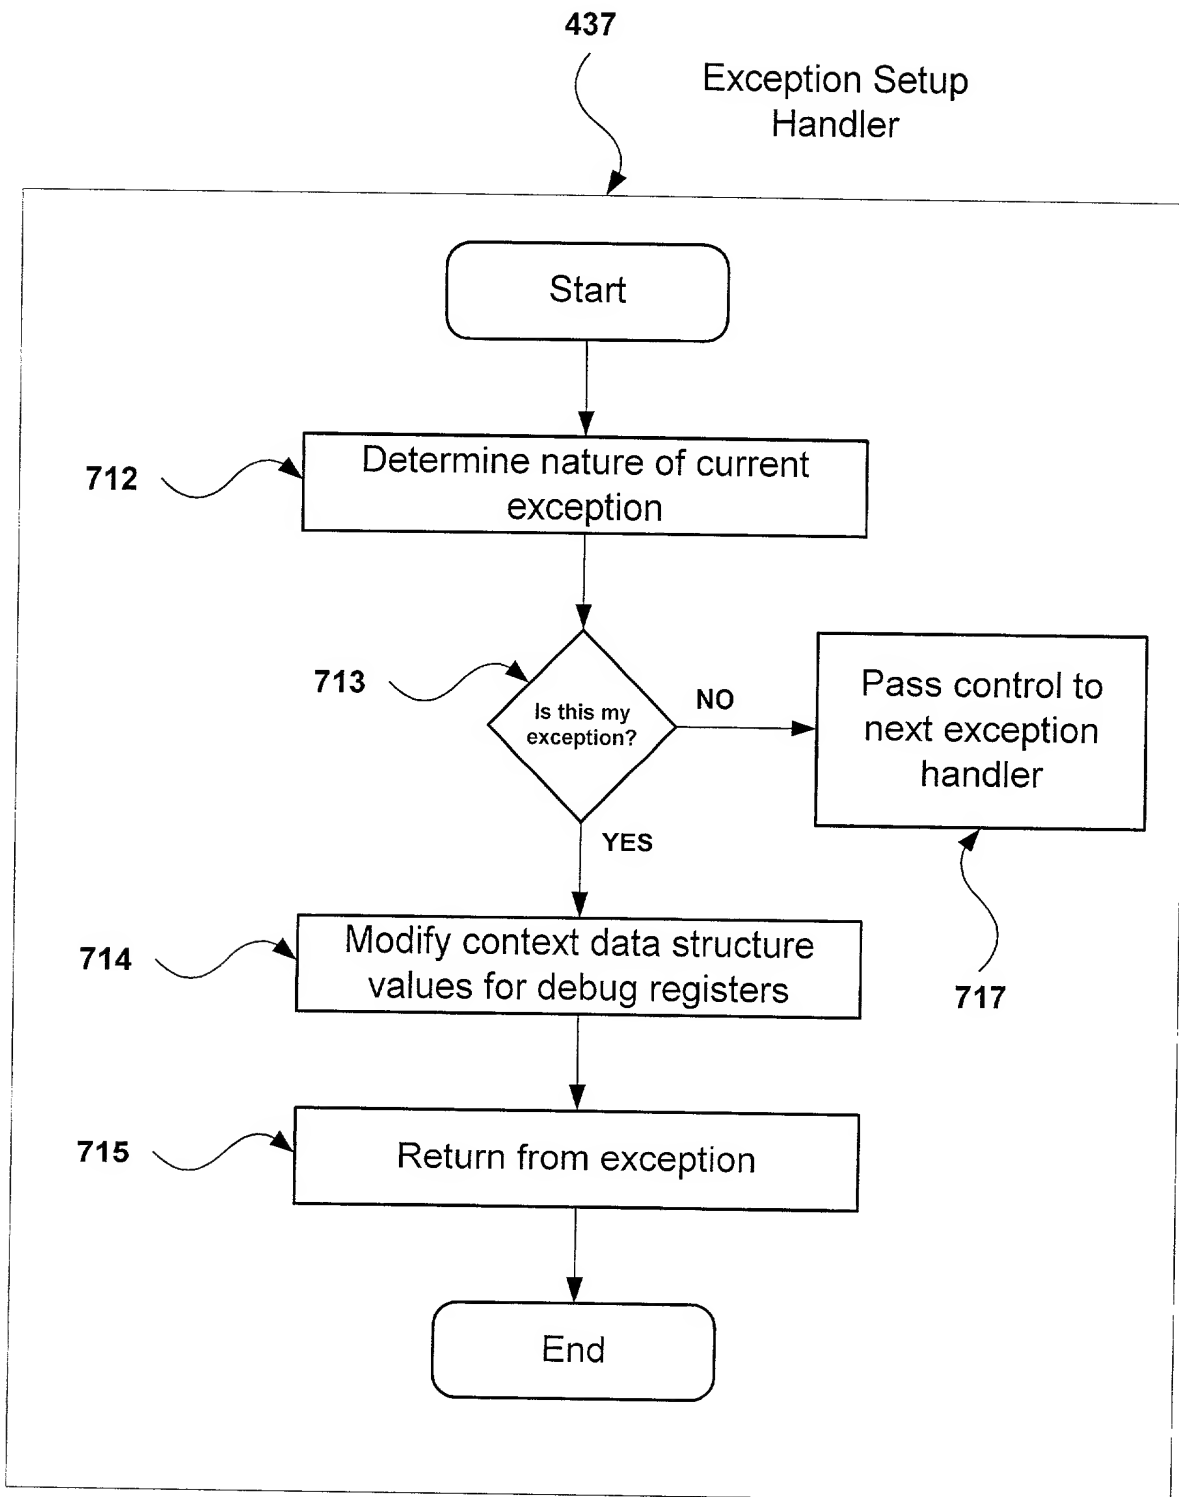 437
Exception Setup
Handler
Start
712
Determine nature of current
exception
713
Is this my
exception?
NO
Pass control to
next exception
handler
YES
717
714
Modify context data structure
values for debug registers
715
Return from exception
End